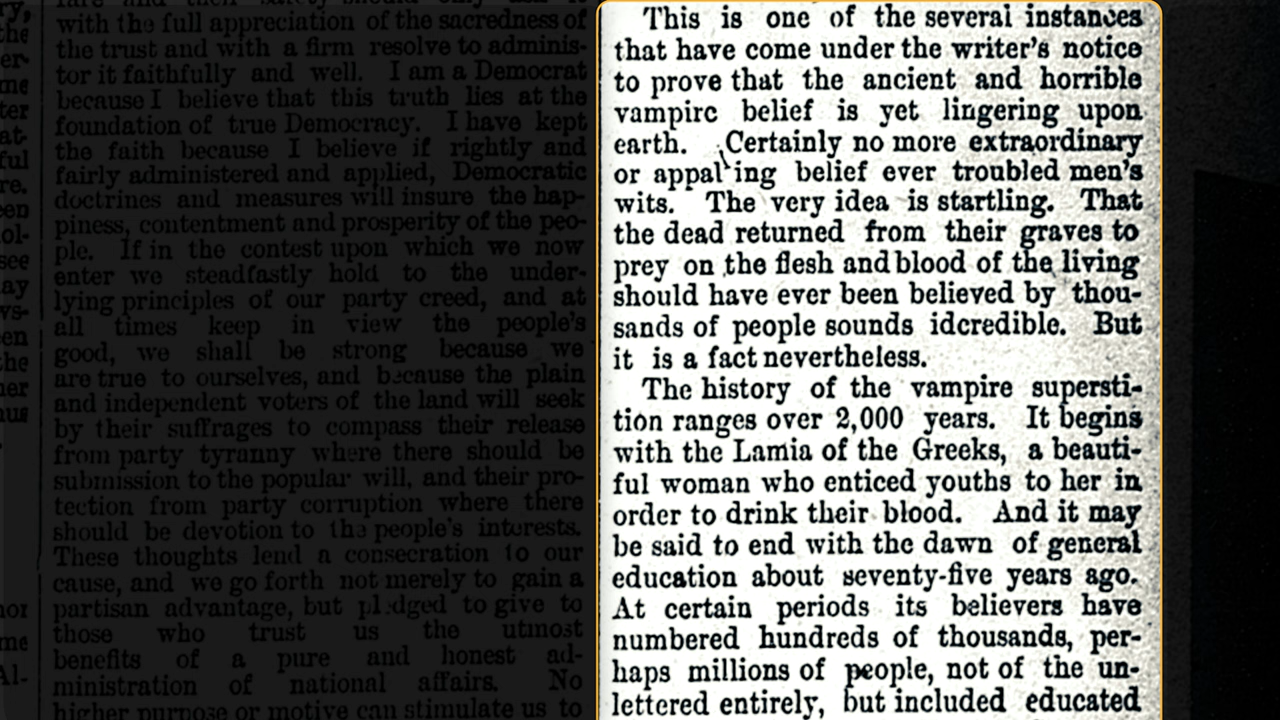 with the full appreciation of the sacredness of
the trust and with a firm resolve to adminis-
tor it faithfully and well. I am a Democrat
because I believe that this truth lies at the
foundation of true Democracy. I have kept
the faith because I believe if rightly and
fairly administered and applied, Democratic
doctrines and measures will insure the hap-
piness, contentment and prosperity of the peo-
ple. If in the contest upon which we now
enter we steadfastly hold to the under-
lying principles of our party creed, and at
all times keep in view the people's
good, we shall be strong because we
are true to ourselves, and because the plain
and independent voters of the land will seek
by their suffrages to compass their release
from party tyranny where there should be
submission to the popular will, and their pro-
tection from party corruption where there
should be devotion to the people's interests.
These thoughts lend a consecration to our
cause, and we go forth not merely to gain a
partisan advantage, but pledged to give to
those who trust us the utmost
benefits of a pure and honest ad-
ministration of national affairs. No
higher purpose or motive can stimulate us to
This is one of the several instances
that have come under the writer's notice
to prove that the ancient and horrible
vampire belief is yet lingering upon
earth. Certainly no more extraordinary
or appal'ing belief ever troubled men's
wits. The very idea is startling. That
the dead returned from their graves to
prey on the flesh and blood of the living
should have ever been believed by thou-
sands of people sounds idcredible. But
it is a fact nevertheless.
The history of the vampire supersti-
tion ranges over 2,000 years. It begins
with the Lamia of the Greeks, a beauti-
ful woman who enticed youths to her in
order to drink their blood. And it may
be said to end with the dawn of general
education about seventy-five years ago.
At certain periods its believers have
numbered hundreds of thousands, per-
haps millions of people, not of the un-
lettered entirely, but included educated